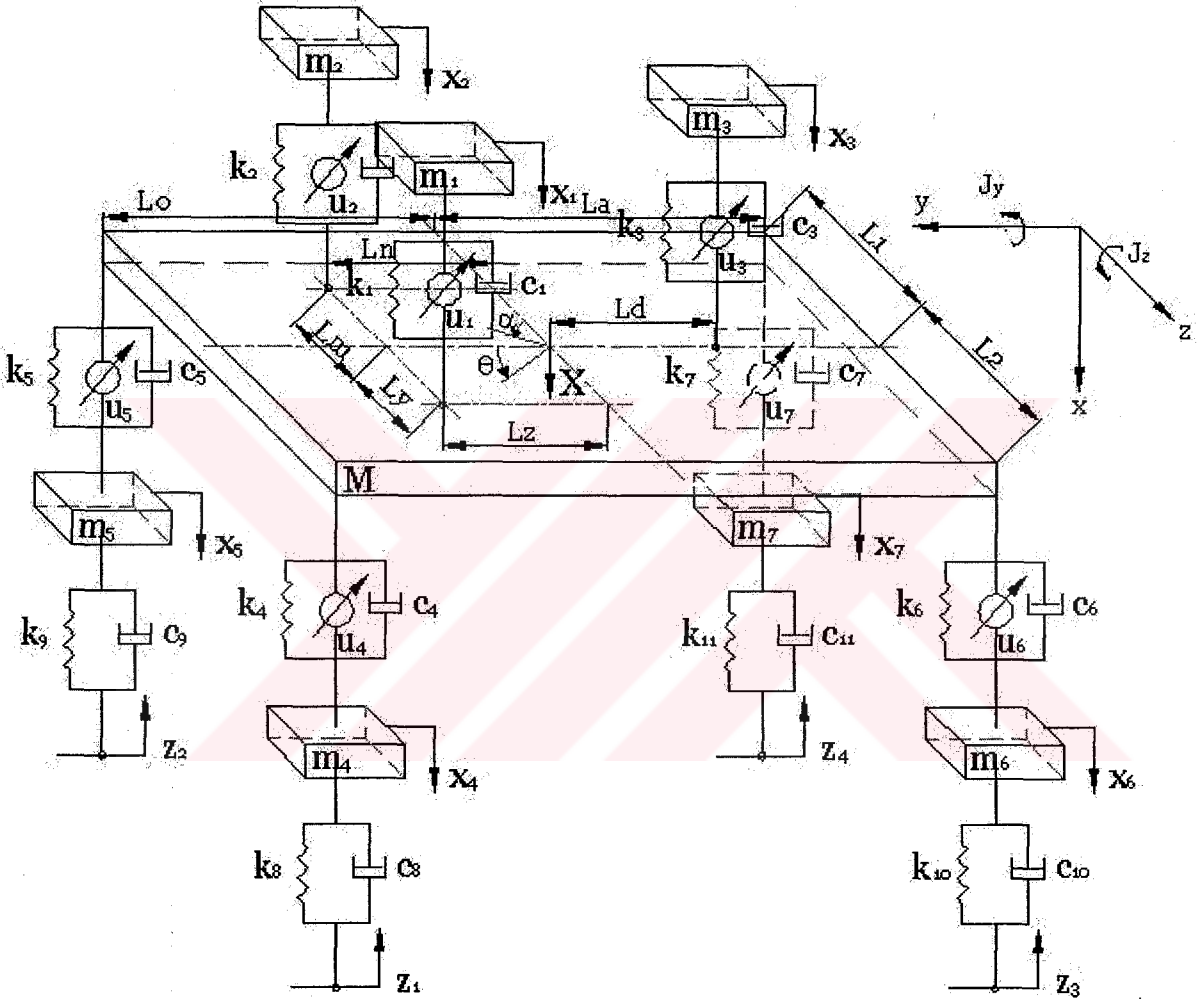 m₂
X₂
m₃
X₃
k₂
u₂
m₁
X₁
Lo
La
k₃
u₃
c₃
L1
y
Jy
Jz
z
x
Ln
k₁
u₁
c₁
Ld
α
θ
X
Lm
Ly
Lz
L2
k₅
c₅
u₅
k₇
c₇
u₇
M
m₅
X₅
m₇
X₇
k₄
c₄
u₄
k₆
c₆
u₆
k₉
c₉
k₁₁
c₁₁
z₂
m₄
X₄
z₄
m₆
X₆
k₈
c₈
k₁₀
c₁₀
z₁
z₃